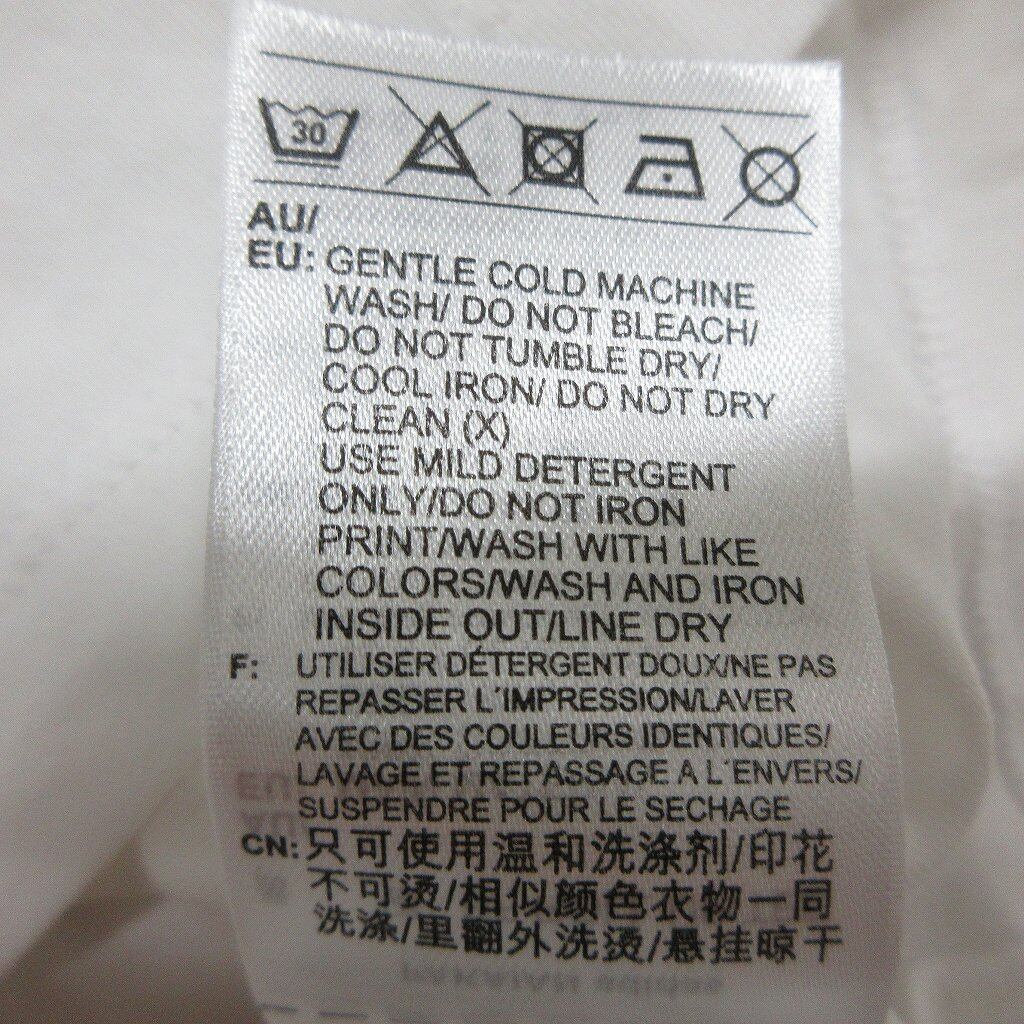 30
AU/
EU: GENTLE COLD MACHINE
WASH/ DO NOT BLEACH/
DO NOT TUMBLE DRY/
COOL IRON/ DO NOT DRY
CLEAN (X)
USE MILD DETERGENT
ONLY/DO NOT IRON
PRINT/WASH WITH LIKE
COLORS/WASH AND IRON
INSIDE OUT/LINE DRY
F: UTILISER DÉTERGENT DOUX/NE PAS
REPASSER L´IMPRESSION/LAVER
AVEC DES COULEURS IDENTIQUES/
LAVAGE ET REPASSAGE A L´ENVERS/
SUSPENDRE POUR LE SECHAGE
CN: 只可使用温和洗涤剂/印花
不可烫/相似颜色衣物一同
洗涤/里翻外洗烫/悬挂晾干